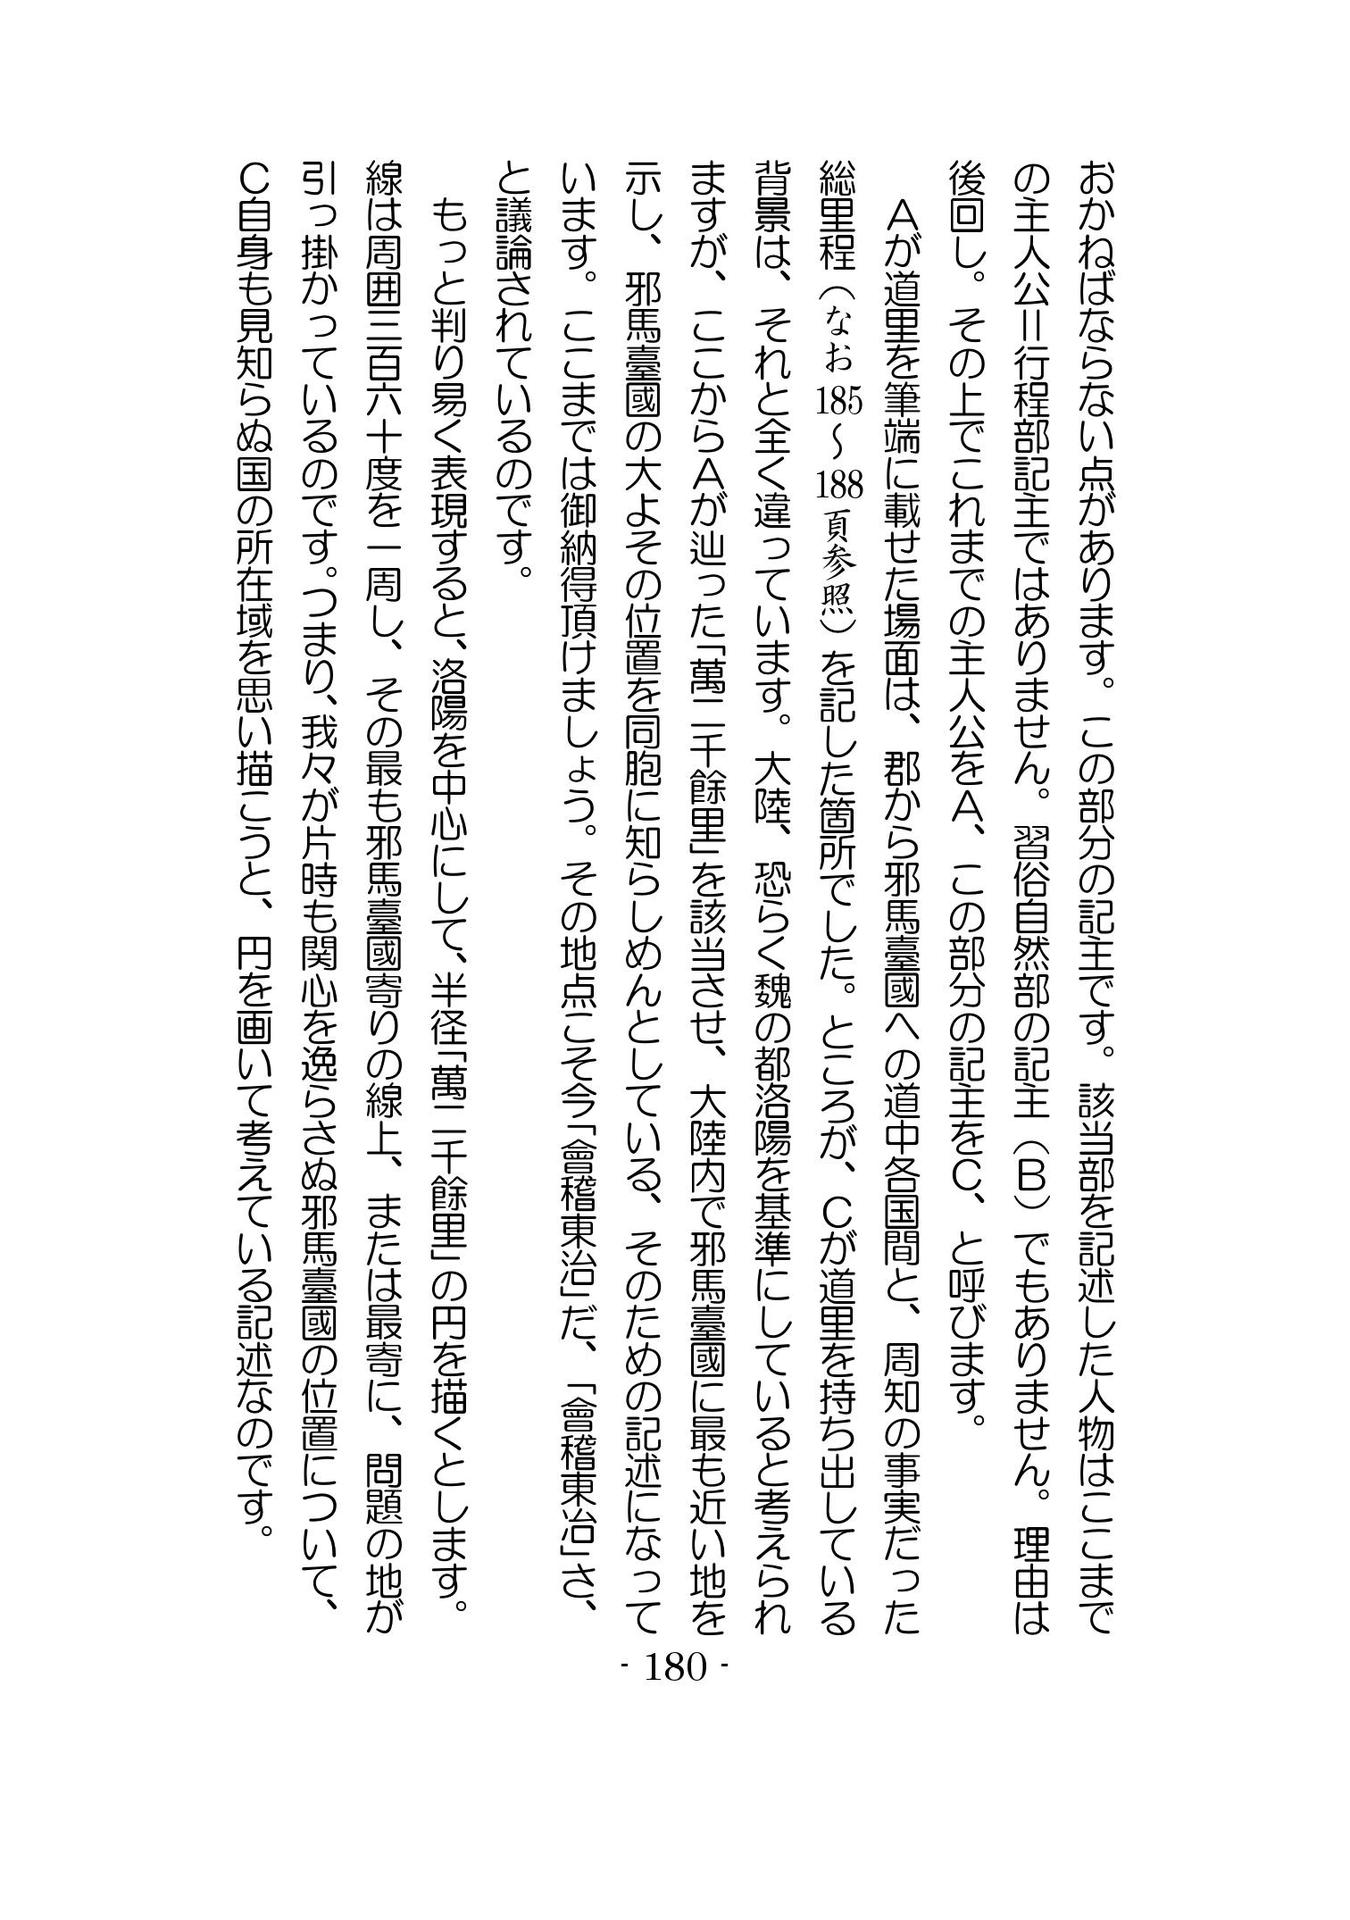 おかねばならない点があります。この部分の記主です。該当部を記述した人物はここまで
の主人公＝行程部記主ではありません。習俗自然部の記主（Ｂ）でもありません。理由は
後回し。その上でこれまでの主人公をＡ、この部分の記主をＣ、と呼びます。
　Ａが道里を筆端に載せた場面は、郡から邪馬臺國への道中各国間と、周知の事実だった
総里程（なお185～188頁参照）を記した箇所でした。ところが、Ｃが道里を持ち出している
背景は、それと全く違っています。大陸、恐らく魏の都洛陽を基準にしていると考えられ
ますが、ここからＡが辿った「萬二千餘里」を該当させ、大陸内で邪馬臺國に最も近い地を
示し、邪馬臺國の大よその位置を同胞に知らしめんとしている、そのための記述になって
います。ここまでは御納得頂けましょう。その地点こそ今「會稽東治」だ、「會稽東冶」さ、
と議論されているのです。
　もっと判り易く表現すると、洛陽を中心にして、半径「萬二千餘里」の円を描くとします。
線は周囲三百六十度を一周し、その最も邪馬臺國寄りの線上、または最寄に、問題の地が
引っ掛かっているのです。つまり、我々が片時も関心を逸らさぬ邪馬臺國の位置について、
Ｃ自身も見知らぬ国の所在域を思い描こうと、円を画いて考えている記述なのです。
- 180 -